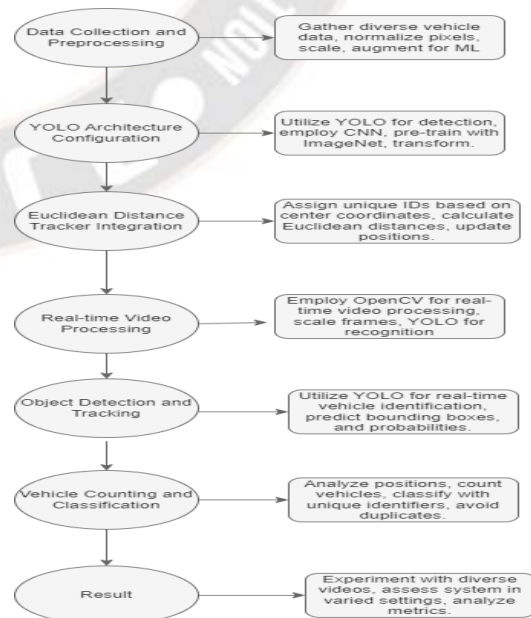 Data Collection and
Preprocessing
Gather diverse vehicle
data, normalize pixels,
scale, augment for ML
YOLO Architecture
Configuration
Utilize YOLO for detection,
employ CNN, pre-train with
ImageNet, transform.
Euclidean Distance
Tracker Integration
Assign unique IDs based on
center coordinates, calculate
Euclidean distances, update
positions.
Real-time Video
Processing
Employ OpenCV for real-
time video processing,
scale frames, YOLO for
recognition
Object Detection and
Tracking
Utilize YOLO for real-time
vehicle identification,
predict bounding boxes,
and probabilities.
Vehicle Counting and
Classification
Analyze positions, count
vehicles, classify with
unique identifiers, avoid
duplicates.
Result
Experiment with diverse
videos, assess system in
varied settings, analyze
metrics.